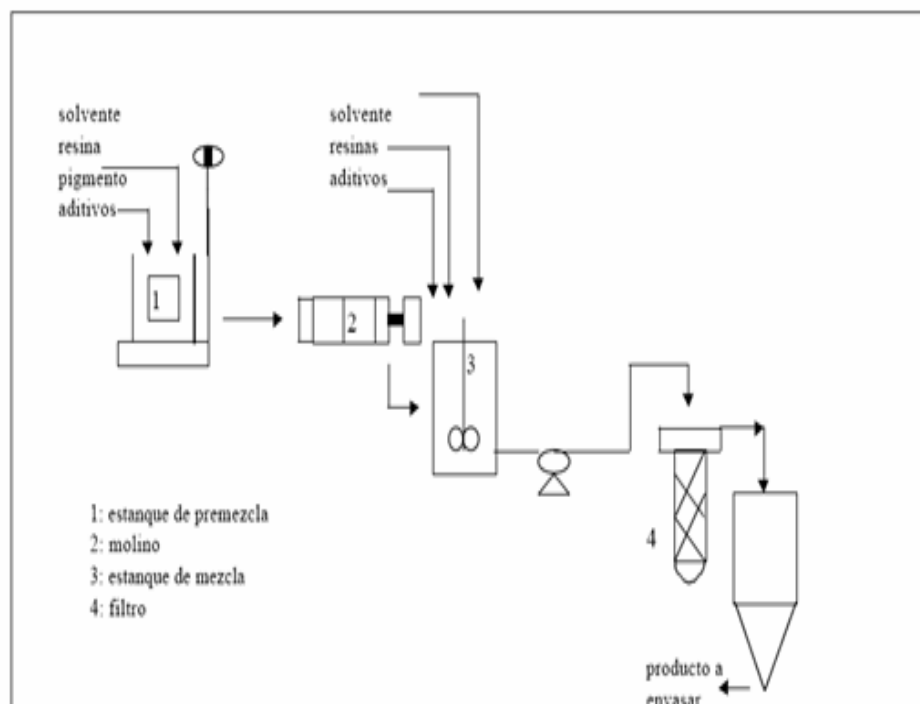 solvente
resina
pigmento
aditivos
solvente
resinas
aditivos
1
2
3
4
1: estanque de premezcla
2: molino
3: estanque de mezcla
4: filtro
producto a
envasar